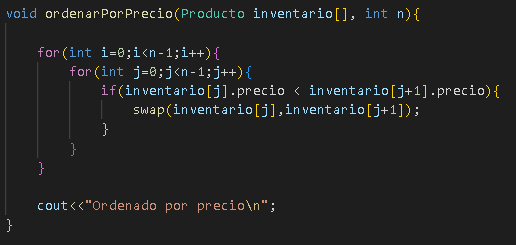 void ordenarPorPrecio(Producto inventario[], int n){
for(int i=0;i<n-1;i++){
for(int j=0;j<n-1;j++){
if(inventario[j].precio < inventario[j+1].precio){
swap(inventario[j],inventario[j+1]);
}
}
}
cout<<"Ordenado por precio\n";
}